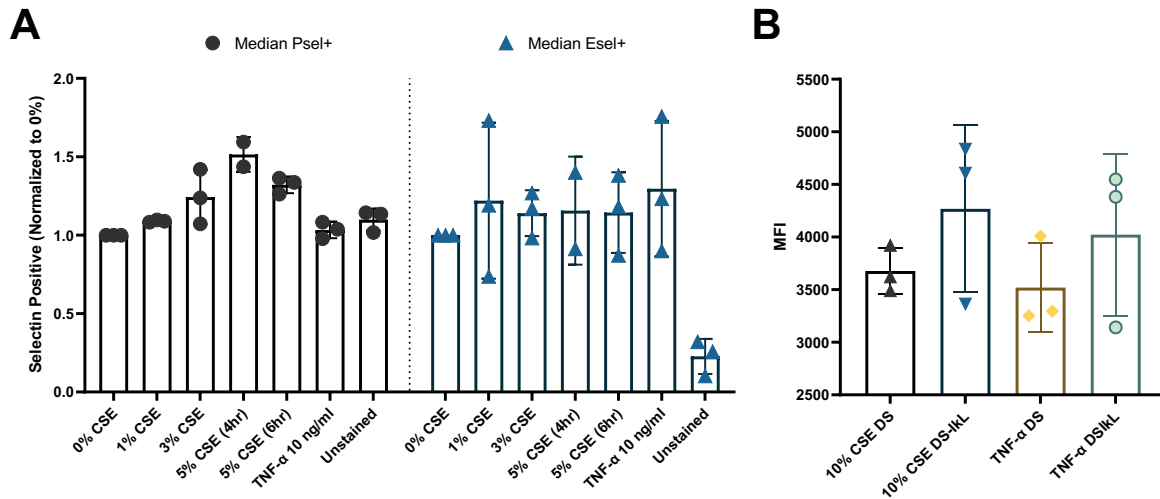 A
Median Psel+
Median Esel+
Selectin Positive (Normalized to 0%)
2.0
1.5
1.0
0.5
0.0
0% CSE
1% CSE
3% CSE
5% CSE (4hr)
5% CSE (6hr)
TNF-α 10 ng/ml
Unstained
0% CSE
1% CSE
3% CSE
5% CSE (4hr)
5% CSE (6hr)
TNF-α 10 ng/ml
Unstained
B
MFI
5500
5000
4500
4000
3500
3000
2500
10% CSE DS
10% CSE DS-IkL
TNF-α DS
TNF-α DSIkL